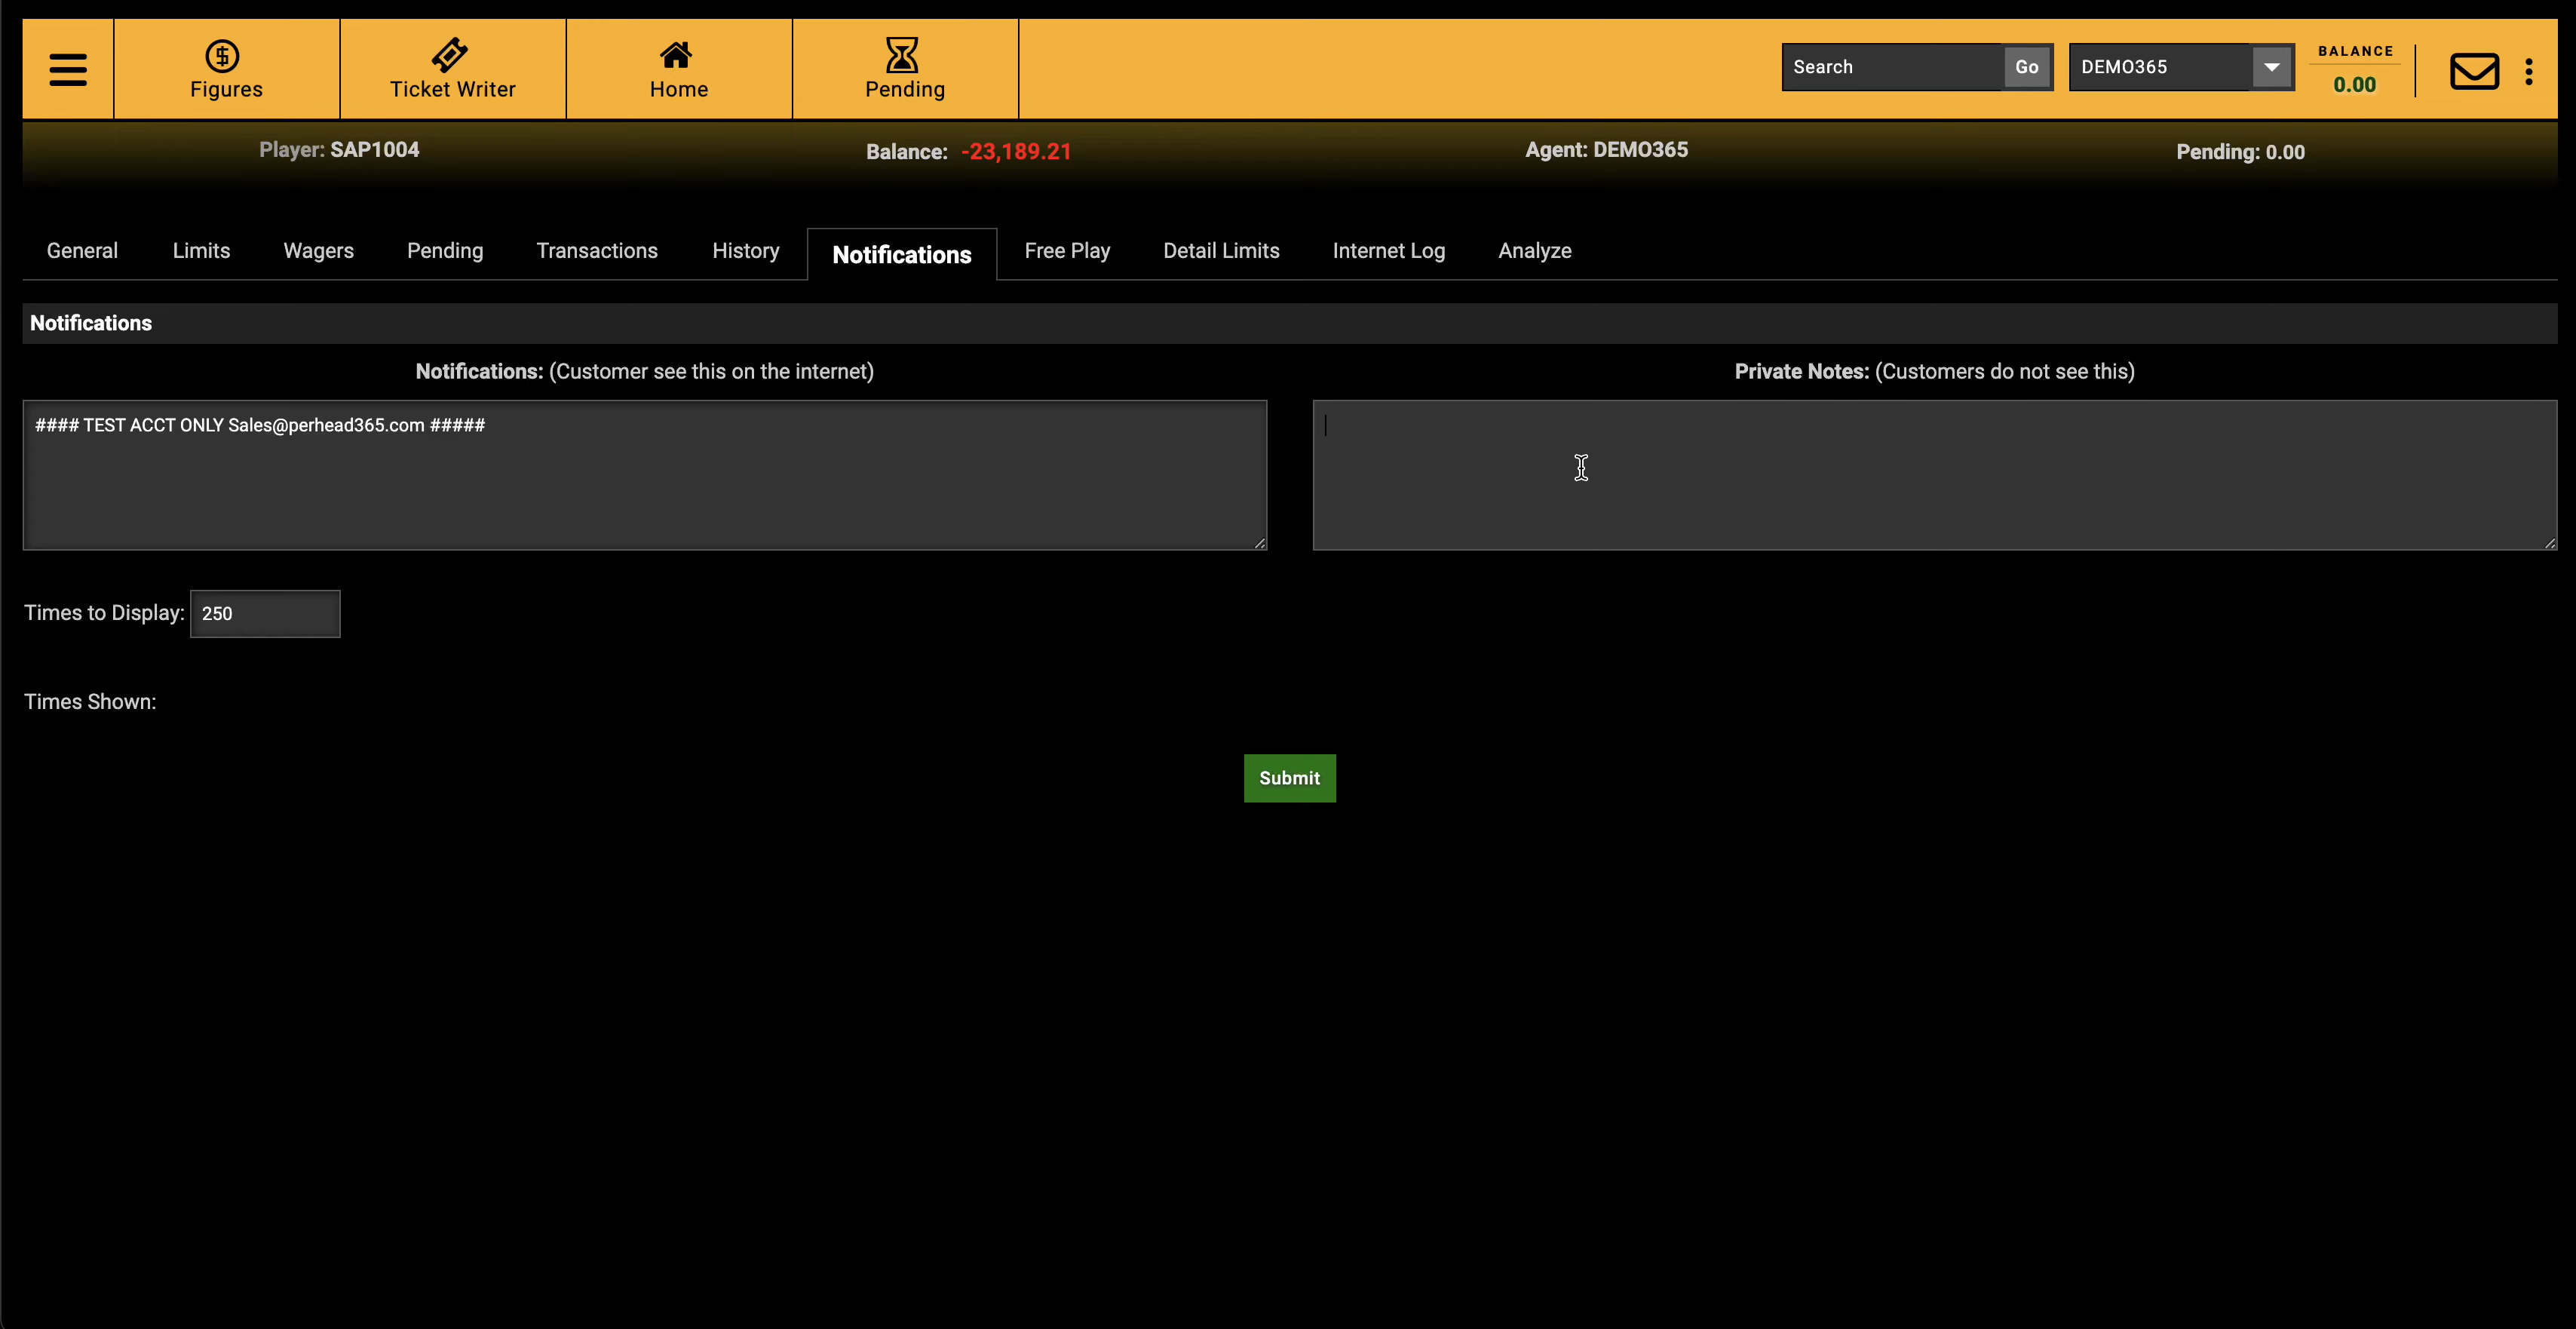 Figures
Ticket Writer
Home
Pending
Search
Go
DEMO365
BALANCE
0.00
Player: SAP1004
Balance: -23,189.21
Agent: DEMO365
Pending: 0.00
General
Limits
Wagers
Pending
Transactions
History
Notifications
Free Play
Detail Limits
Internet Log
Analyze
Notifications
Notifications: (Customer see this on the internet)
Private Notes: (Customers do not see this)
#### TEST ACCT ONLY Sales@perhead365.com #####
Times to Display: 250
Times Shown:
Submit